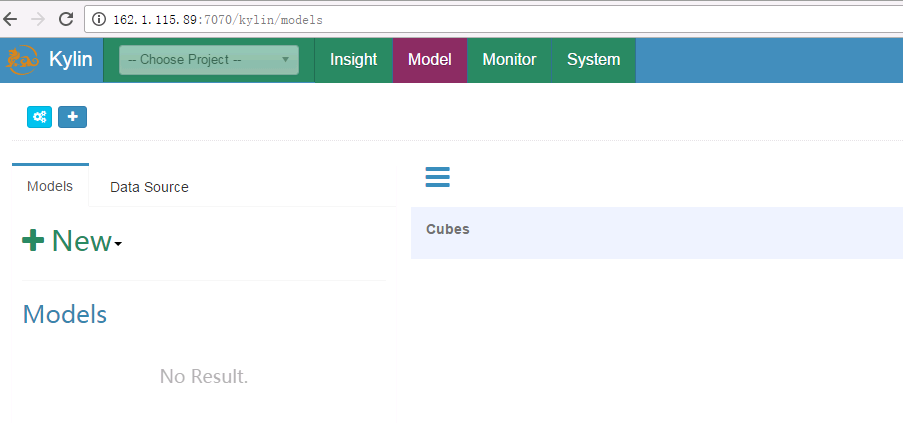 162.1.115.89:7070/kylin/models
Kylin -- Choose Project -- Insight Model Monitor System
Models Data Source
New
Cubes
Models
No Result.